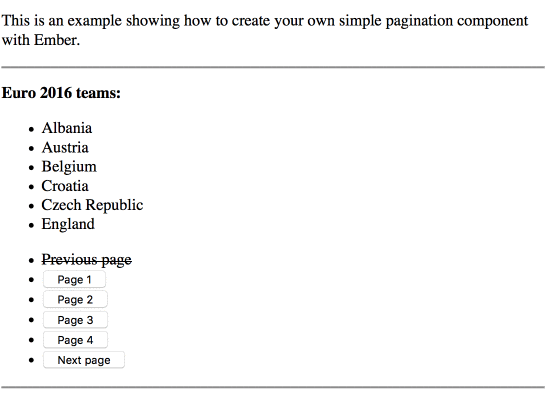 This is an example showing how to create your own simple pagination component
with Ember.
Euro 2016 teams:
Albania
Austria
Belgium
Croatia
Czech Republic
England
Previous page
Page 1
Page 2
Page 3
Page 4
Next page